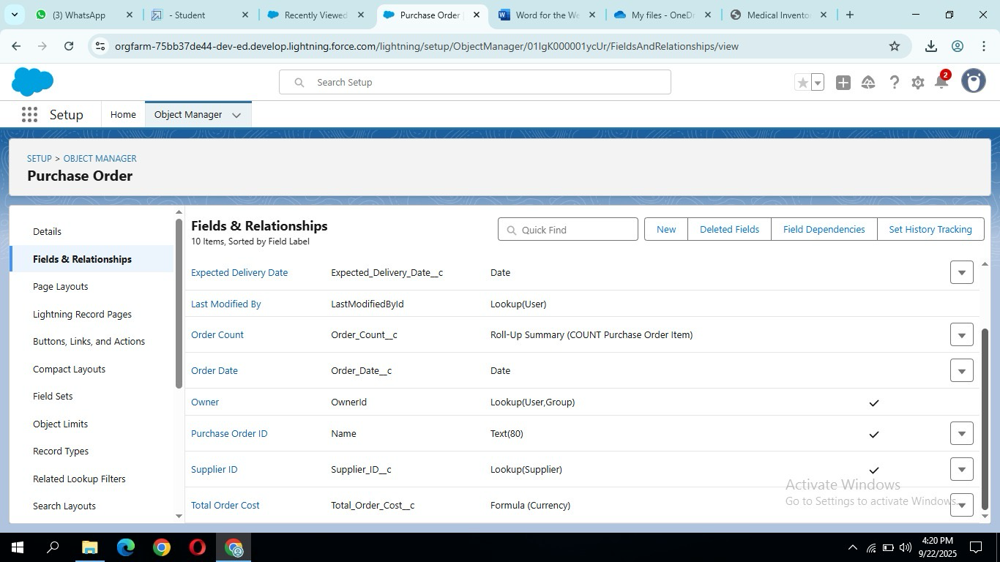 (3) WhatsApp
- Student
Recently Viewed
Purchase Order |
Word for the We
My files - OneDr
Medical Invento
orgfarm-75bb37de44-dev-ed.develop.lightning.force.com/lightning/setup/ObjectManager/01IgK000001ycUr/FieldsAndRelationships/view
Search Setup
2
Setup
Home
Object Manager
SETUP > OBJECT MANAGER
Purchase Order
Details
Fields & Relationships
Page Layouts
Lightning Record Pages
Buttons, Links, and Actions
Compact Layouts
Field Sets
Object Limits
Record Types
Related Lookup Filters
Search Layouts
Fields & Relationships
10 Items, Sorted by Field Label
Quick Find
New
Deleted Fields
Field Dependencies
Set History Tracking
Expected Delivery Date Expected_Delivery_Date__c Date
Last Modified By LastModifiedById Lookup(User)
Order Count Order_Count__c Roll-Up Summary (COUNT Purchase Order Item)
Order Date Order_Date__c Date
Owner OwnerId Lookup(User,Group)
Purchase Order ID Name Text(80)
Supplier ID Supplier_ID__c Lookup(Supplier)
Total Order Cost Total_Order_Cost__c Formula (Currency)
Activate Windows
Go to Settings to activate Windows.
4:20 PM
9/22/2025